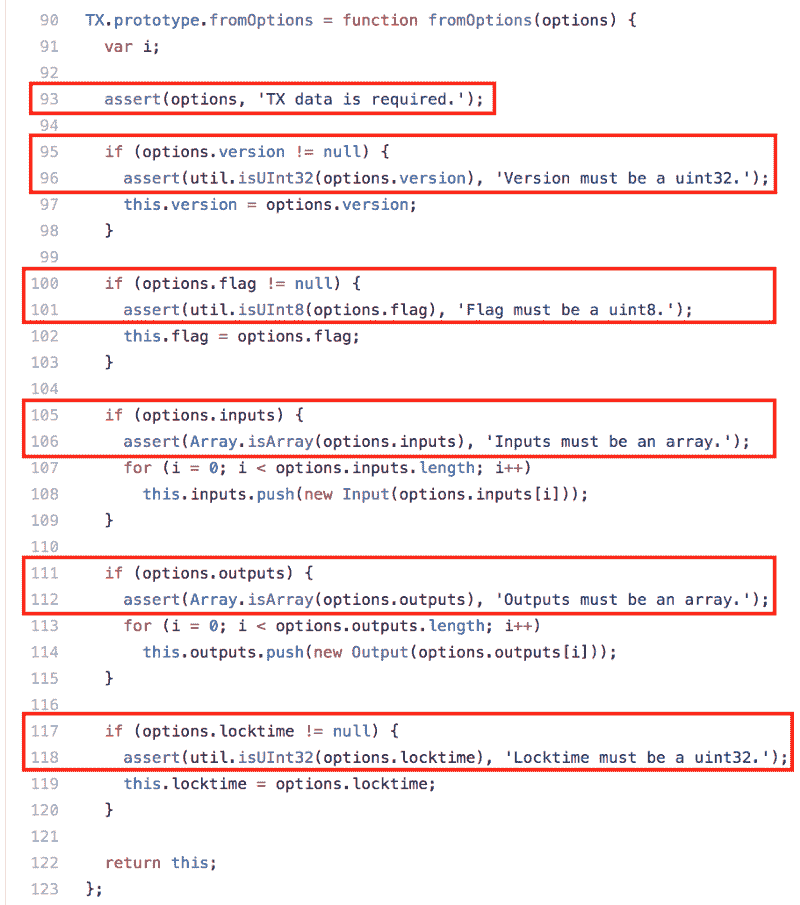 90 TX.prototype.fromOptions = function fromOptions(options) {
91   var i;
92
93   assert(options, 'TX data is required.');
94
95   if (options.version != null) {
96     assert(util.isUInt32(options.version), 'Version must be a uint32.');
97     this.version = options.version;
98   }
99
100   if (options.flag != null) {
101     assert(util.isUInt8(options.flag), 'Flag must be a uint8.');
102     this.flag = options.flag;
103   }
104
105   if (options.inputs) {
106     assert(Array.isArray(options.inputs), 'Inputs must be an array.');
107     for (i = 0; i < options.inputs.length; i++)
108       this.inputs.push(new Input(options.inputs[i]));
109   }
110
111   if (options.outputs) {
112     assert(Array.isArray(options.outputs), 'Outputs must be an array.');
113     for (i = 0; i < options.outputs.length; i++)
114       this.outputs.push(new Output(options.outputs[i]));
115   }
116
117   if (options.locktime != null) {
118     assert(util.isUInt32(options.locktime), 'Locktime must be a uint32.');
119     this.locktime = options.locktime;
120   }
121
122   return this;
123 };